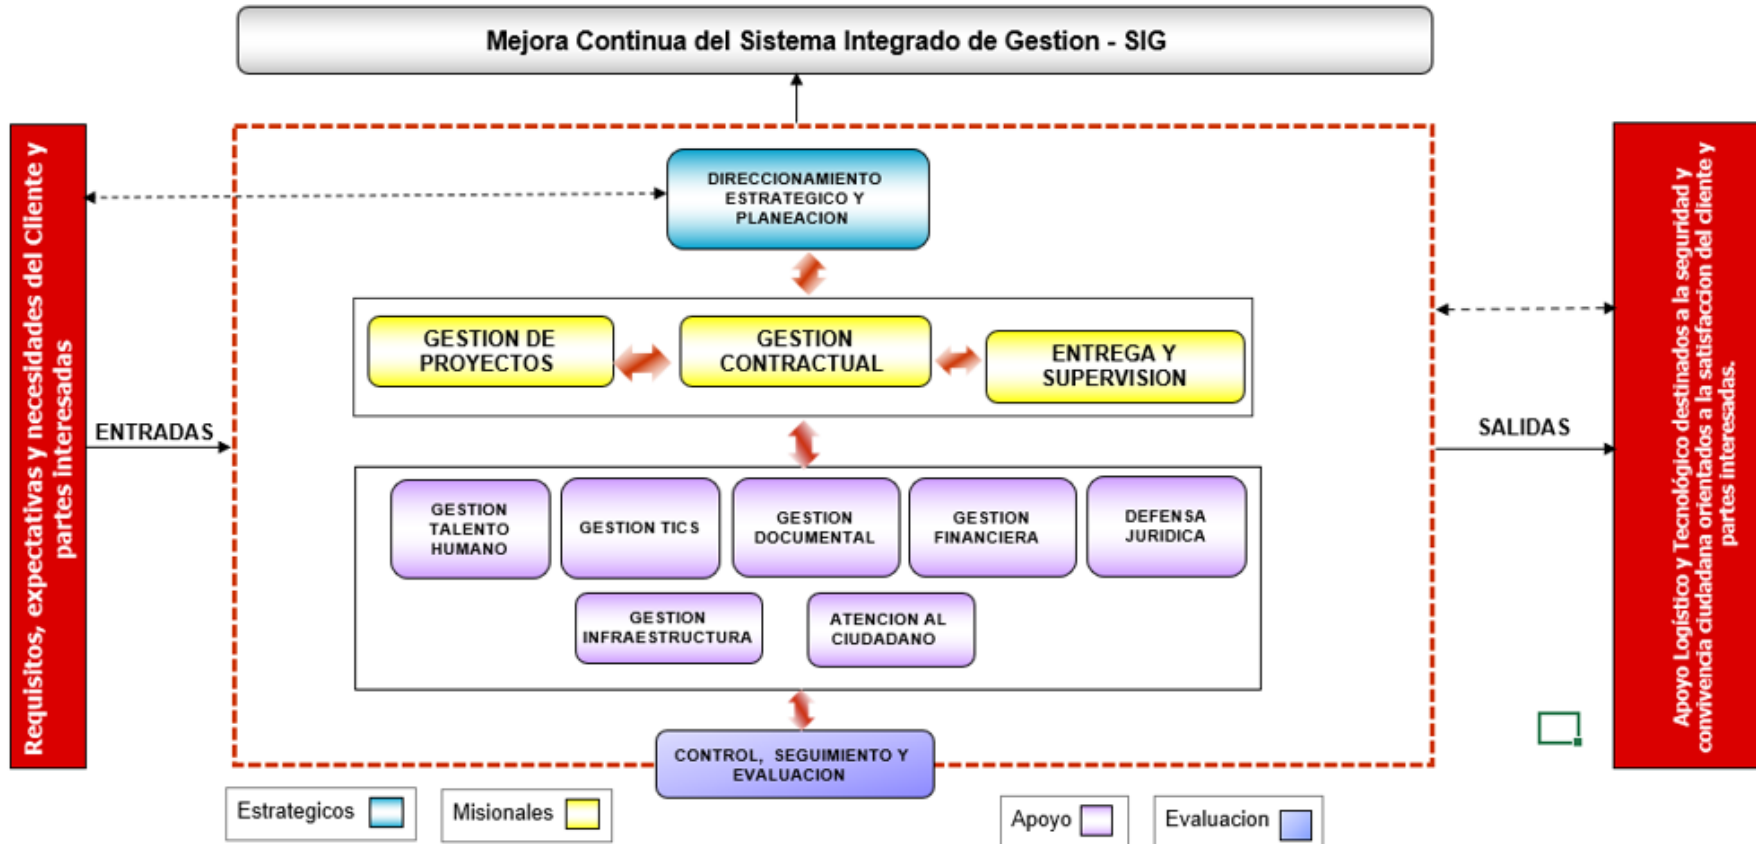 Mejora Continua del Sistema Integrado de Gestion - SIG
Requisitos, expectativas y necesidades del Cliente y
partes interesadas
ENTRADAS
DIRECCIONAMIENTO
ESTRATEGICO Y
PLANEACION
GESTION DE
PROYECTOS
GESTION
CONTRACTUAL
ENTREGA Y
SUPERVISION
GESTION
TALENTO
HUMANO
GESTION TICS
GESTION
DOCUMENTAL
GESTION
FINANCIERA
DEFENSA
JURIDICA
GESTION
INFRAESTRUCTURA
ATENCION AL
CIUDADANO
CONTROL, SEGUIMIENTO Y
EVALUACION
SALIDAS
Apoyo Logístico y Tecnológico destinados a la seguridad y
convivencia ciudadana orientados a la satisfaccion del cliente y
partes interesadas.
Estrategicos
Misionales
Apoyo
Evaluacion